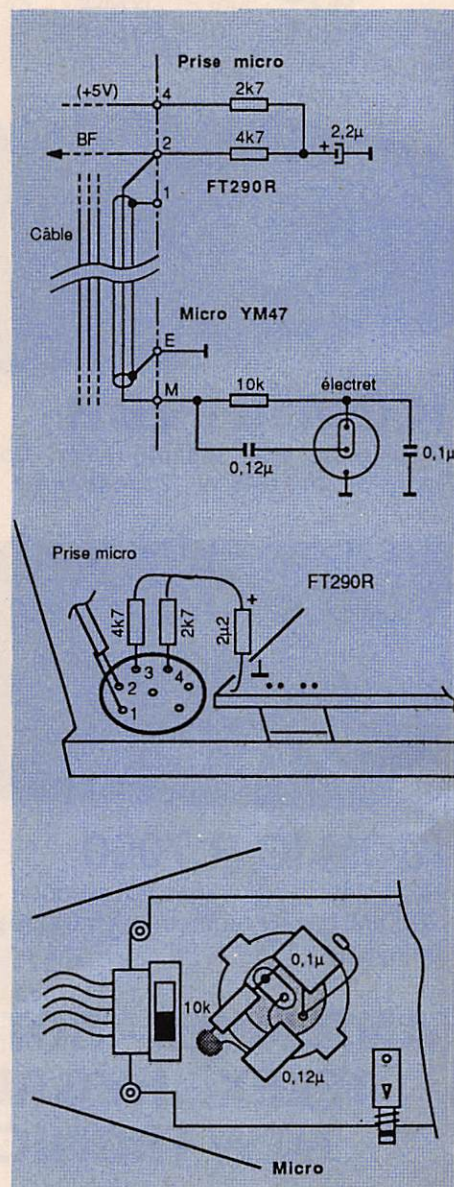 Prise micro
(+5V)
4
2k7
BF
2
4k7
+
2,2µ
1
FT290R
Câble
Micro YM47
E
M
10k
électret
0,12µ
0,1µ
Prise micro
FT290R
4k7
2k7
2µ2
+
3
4
2
1
0,1µ
10k
0,12µ
Micro